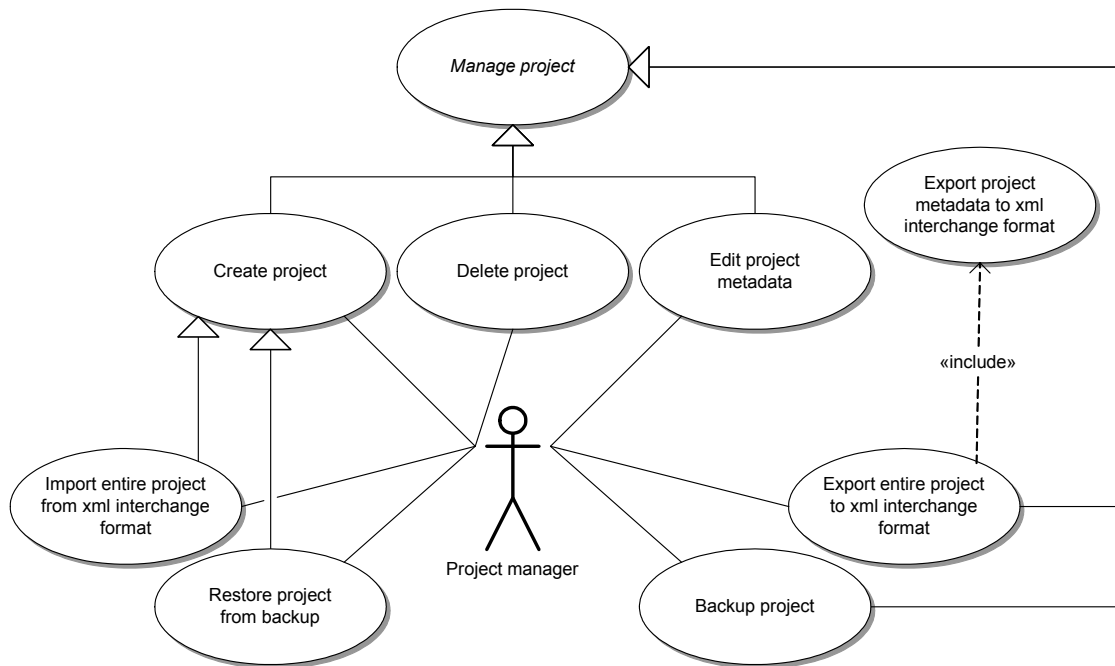 Manage project
Export project
metadata to xml
interchange format
Create project
Delete project
Edit project
metadata
«include»
Import entire project
from xml interchange
format
Export entire project
to xml interchange
format
Project manager
Restore project
from backup
Backup project